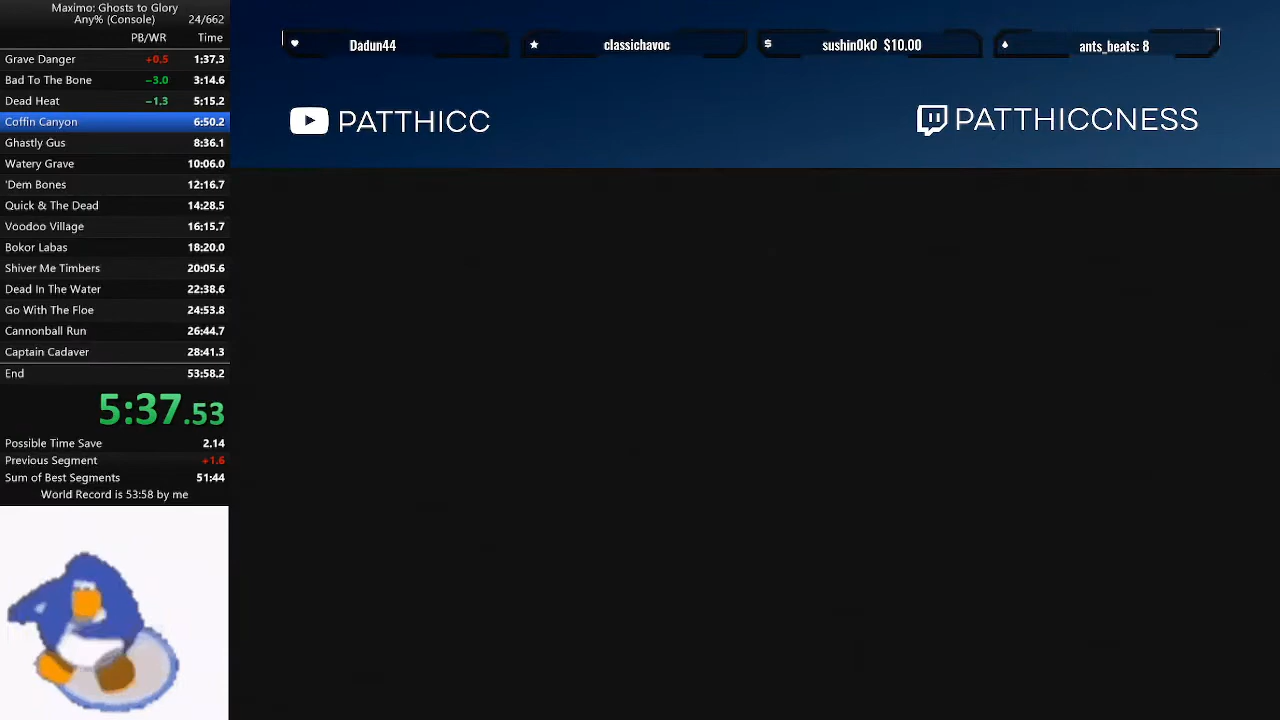 Maximo: Ghosts to Glory
Any% (Console) 24/662
PB/WR Time
Grave Danger +0.5 1:37.3
Bad To The Bone −3.0 3:14.6
Dead Heat −1.3 5:15.2
Coffin Canyon 6:50.2
Ghastly Gus 8:36.1
Watery Grave 10:06.0
'Dem Bones 12:16.7
Quick & The Dead 14:28.5
Voodoo Village 16:15.7
Bokor Labas 18:20.0
Shiver Me Timbers 20:05.6
Dead In The Water 22:38.6
Go With The Floe 24:53.8
Cannonball Run 26:44.7
Captain Cadaver 28:41.3
End 53:58.2
5:37.53
Possible Time Save 2.14
Previous Segment +1.6
Sum of Best Segments 51:44
World Record is 53:58 by me
Dadun44 classichavoc sushin0k0 $10.00 ants_beats: 8
PATTHICC PATTHICCNESS